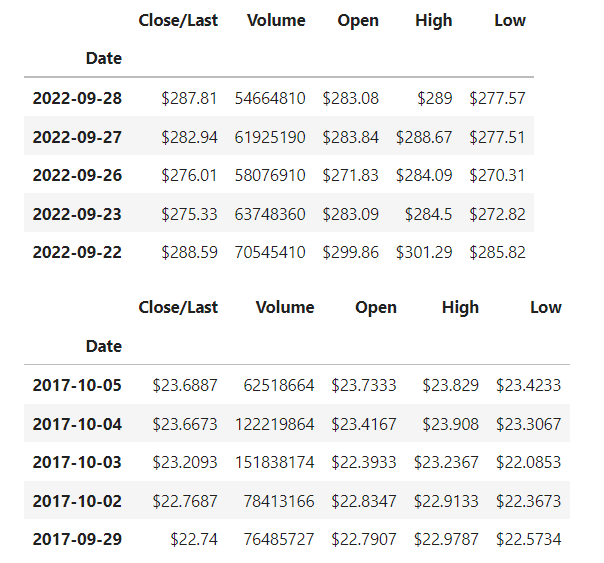 Close/Last Volume Open High Low
Date
2022-09-28 $287.81 54664810 $283.08 $289 $277.57
2022-09-27 $282.94 61925190 $283.84 $288.67 $277.51
2022-09-26 $276.01 58076910 $271.83 $284.09 $270.31
2022-09-23 $275.33 63748360 $283.09 $284.5 $272.82
2022-09-22 $288.59 70545410 $299.86 $301.29 $285.82
Close/Last Volume Open High Low
Date
2017-10-05 $23.6887 62518664 $23.7333 $23.829 $23.4233
2017-10-04 $23.6673 122219864 $23.4167 $23.908 $23.3067
2017-10-03 $23.2093 151838174 $22.3933 $23.2367 $22.0853
2017-10-02 $22.7687 78413166 $22.8347 $22.9133 $22.3673
2017-09-29 $22.74 76485727 $22.7907 $22.9787 $22.5734